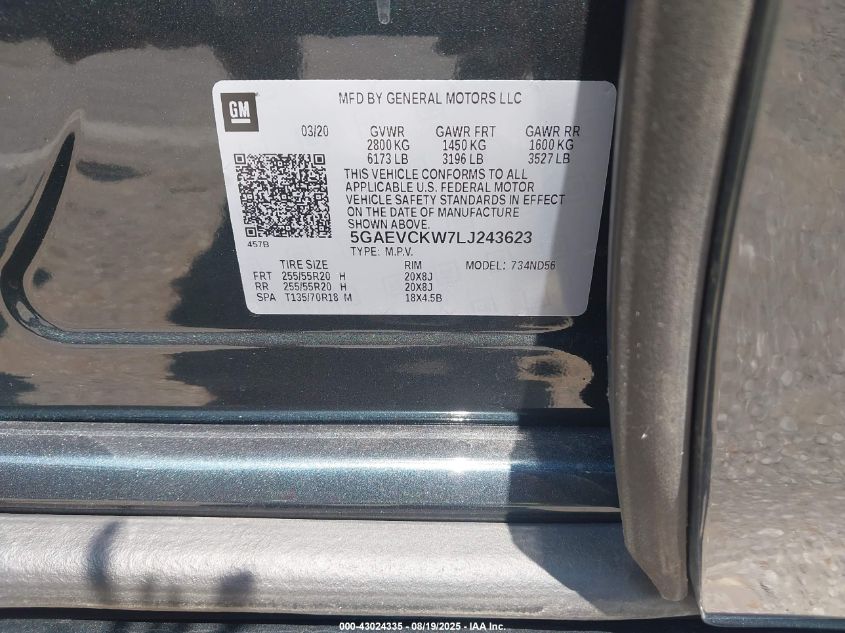 GM
MFD BY GENERAL MOTORS LLC
03/20 GVWR GAWR FRT GAWR RR
2800 KG 1450 KG 1600 KG
6173 LB 3196 LB 3527 LB
THIS VEHICLE CONFORMS TO ALL
APPLICABLE U.S. FEDERAL MOTOR
VEHICLE SAFETY STANDARDS IN EFFECT
ON THE DATE OF MANUFACTURE
SHOWN ABOVE.
457B
5GAEVCKW7LJ243623
TYPE: M.P.V.
TIRE SIZE RIM MODEL: 734ND56
FRT 255/55R20 H 20X8J
RR 255/55R20 H 20X8J
SPA T135/70R18 M 18X4.5B
000-43024335 - 08/19/2025 - IAA Inc.